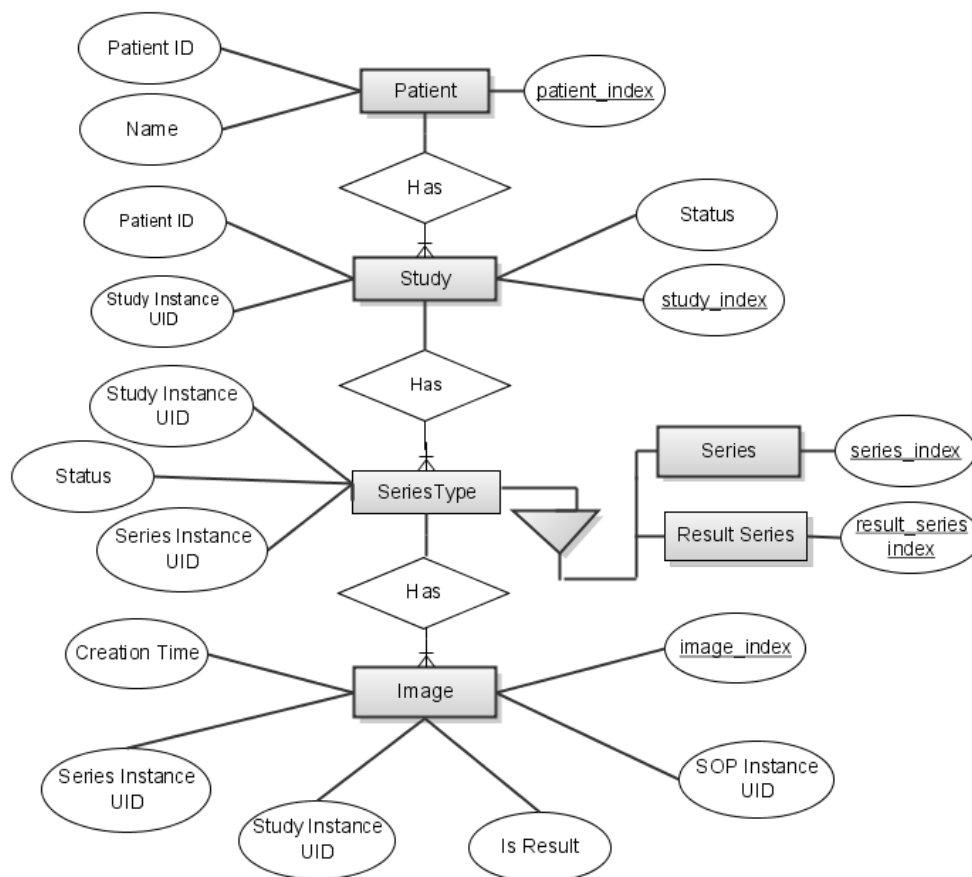 Patient ID
Patient
patient_index
Name
Has
Patient ID
Status
Study
Study Instance
UID
study_index
Has
Study Instance
UID
Status
SeriesType
Series
series_index
Series Instance
UID
Result Series
result_series
index
Has
Creation Time
image_index
Image
Series Instance
UID
SOP Instance
UID
Study Instance
UID
Is Result